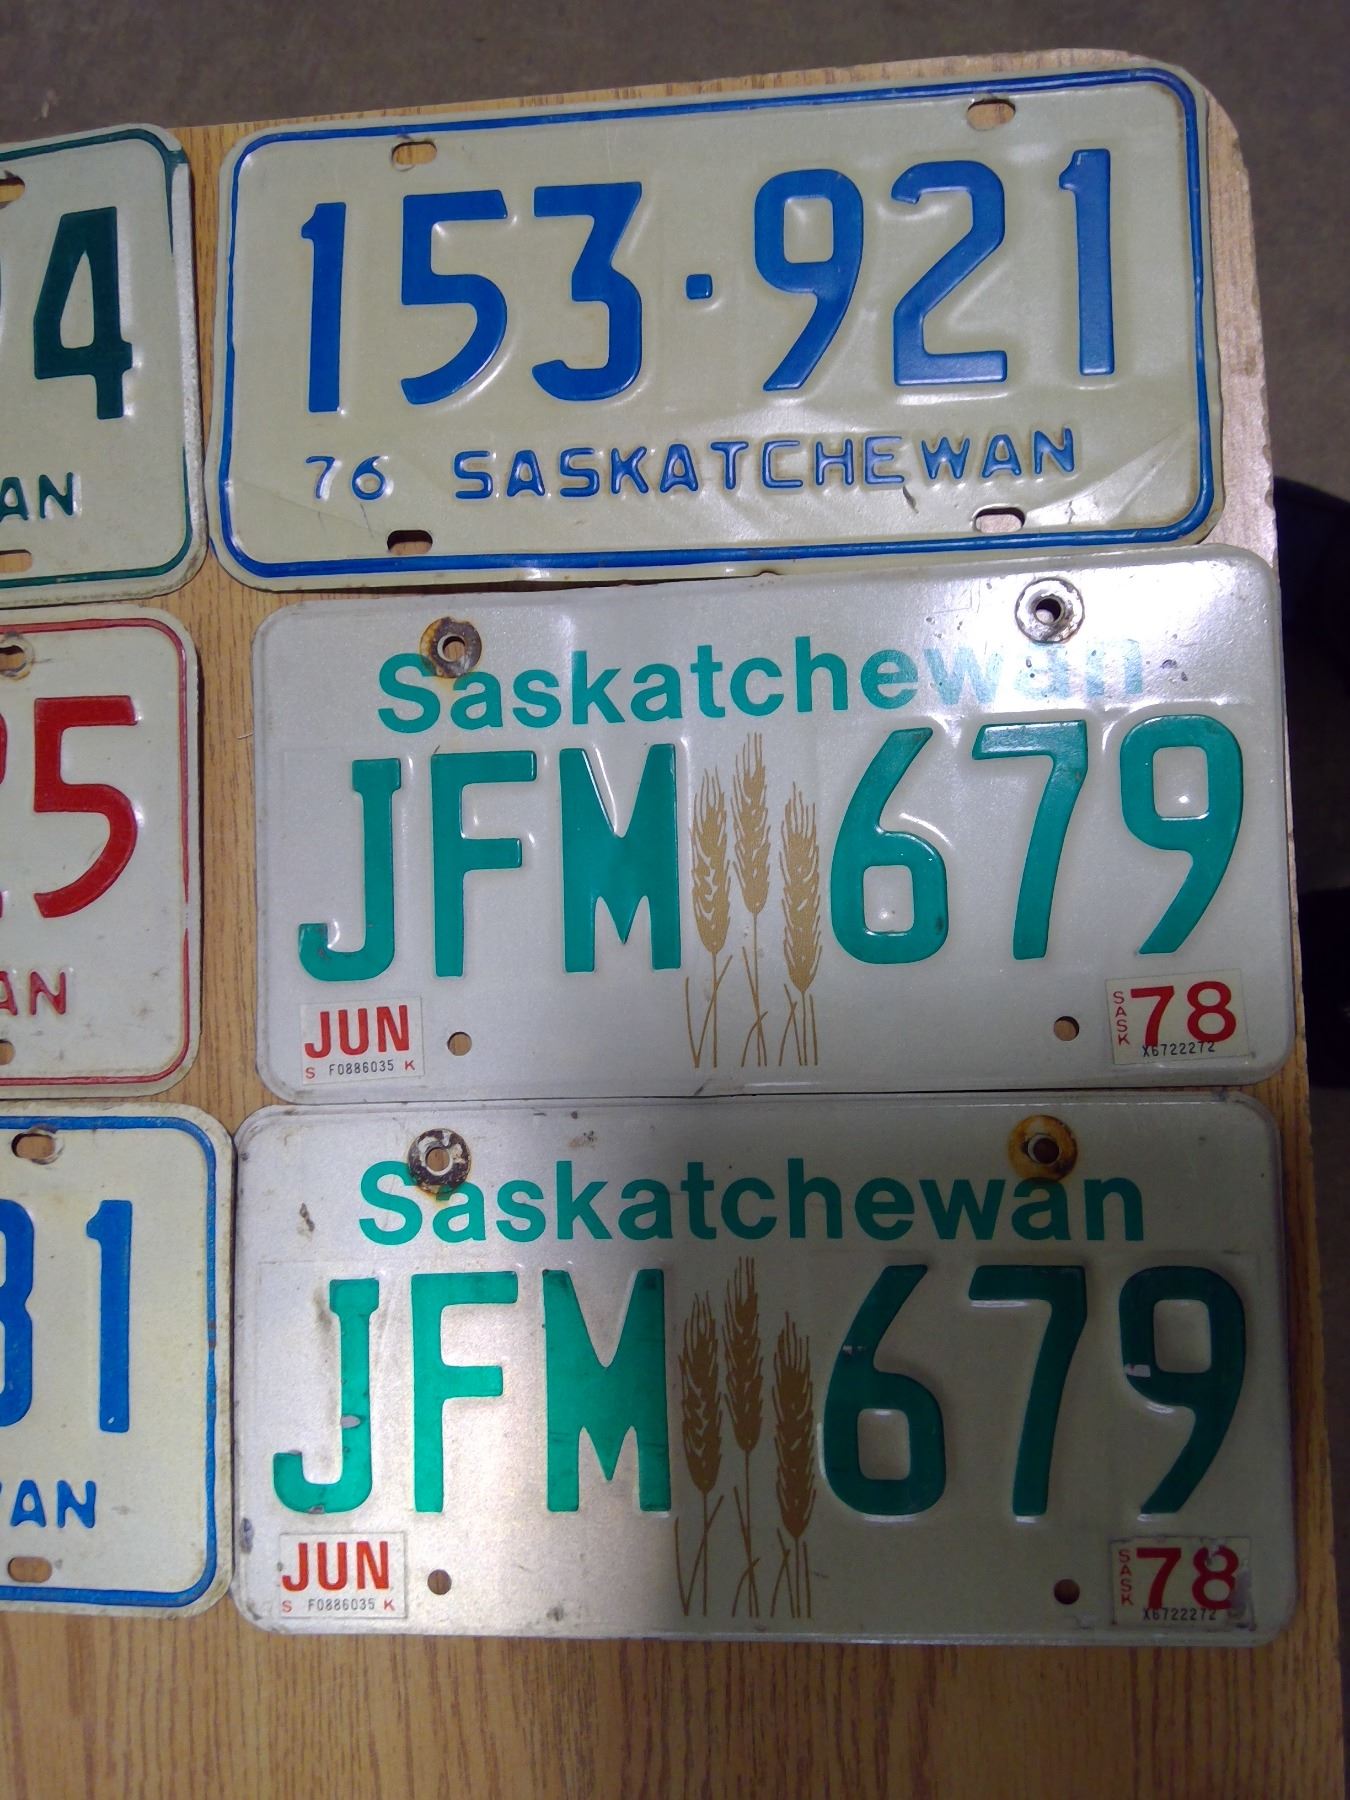 4
AN
153·921
76 SASKATCHEWAN
25
AN
Saskatchewan
JFM 679
JUN
S F0886035 K
SASK 78
X6722272
31
AN
Saskatchewan
JFM 679
JUN
S F0886035 K
SASK 78
X6722272